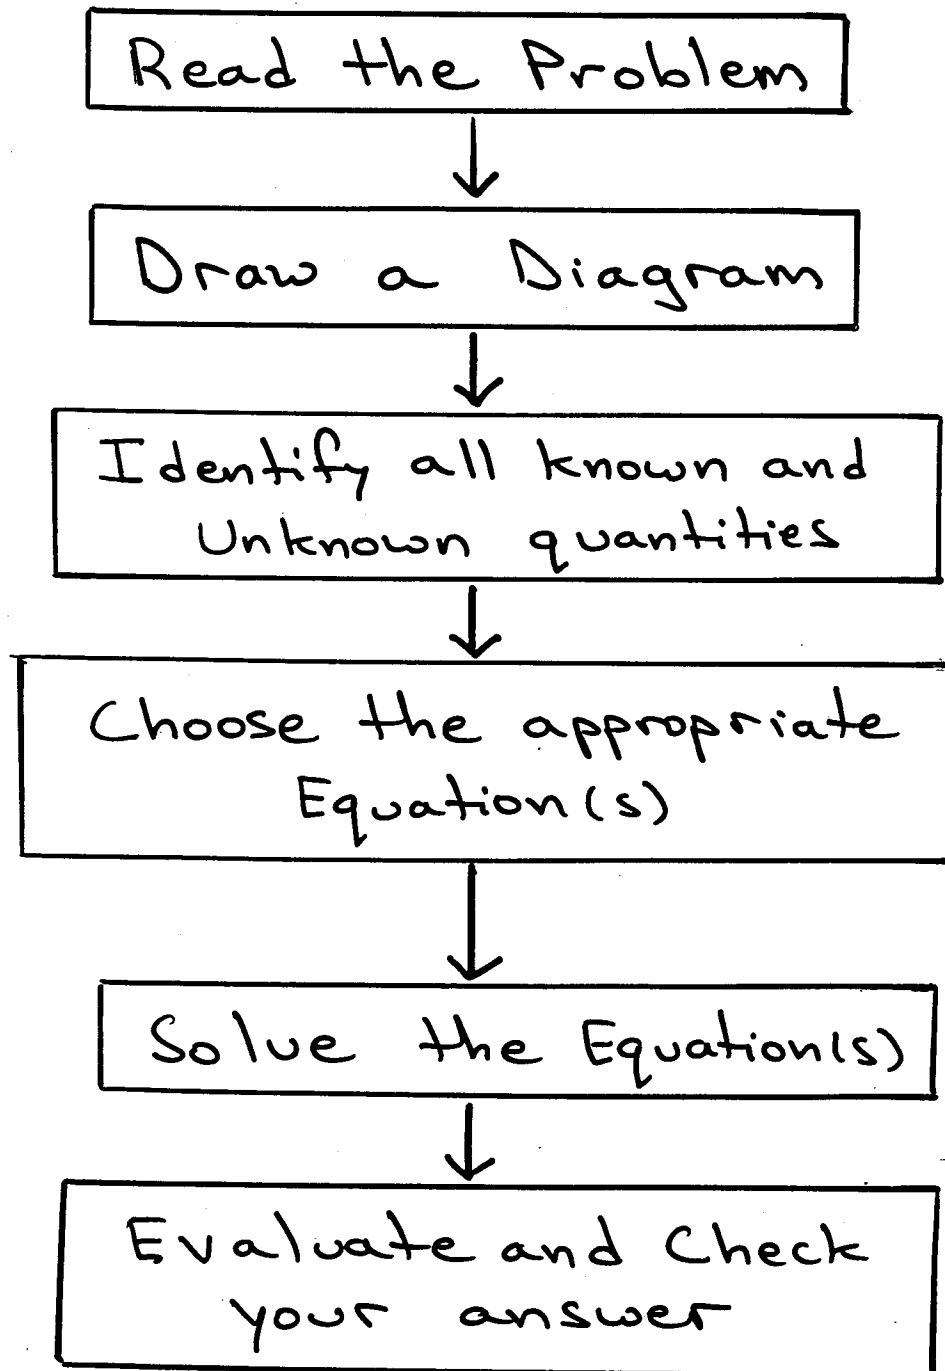 Read the Problem
Draw a Diagram
Identify all known and
Unknown quantities
Choose the appropriate
Equation(s)
Solve the Equation(s)
Evaluate and Check
your answer